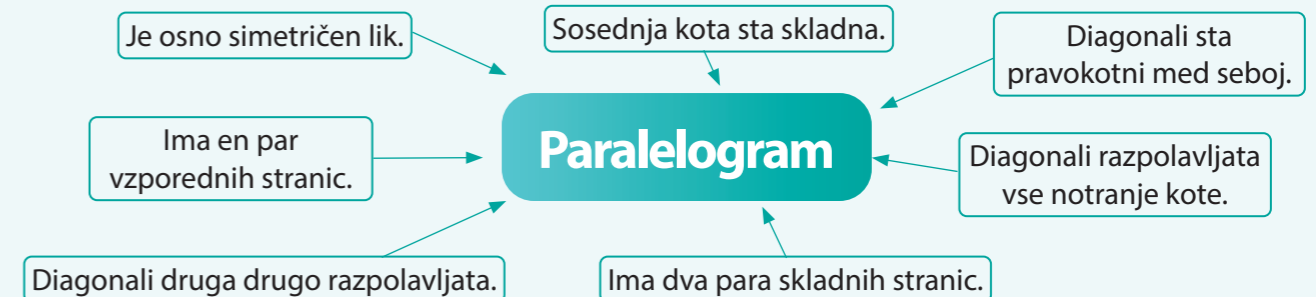 Je osno simetričen lik.
Sosednja kota sta skladna.
Diagonali sta
pravokotni med seboj.
Ima en par
vzporednih stranic.
Paralelogram
Diagonali razpolavljata
vse notranje kote.
Diagonali druga drugo razpolavljata.
Ima dva para skladnih stranic.